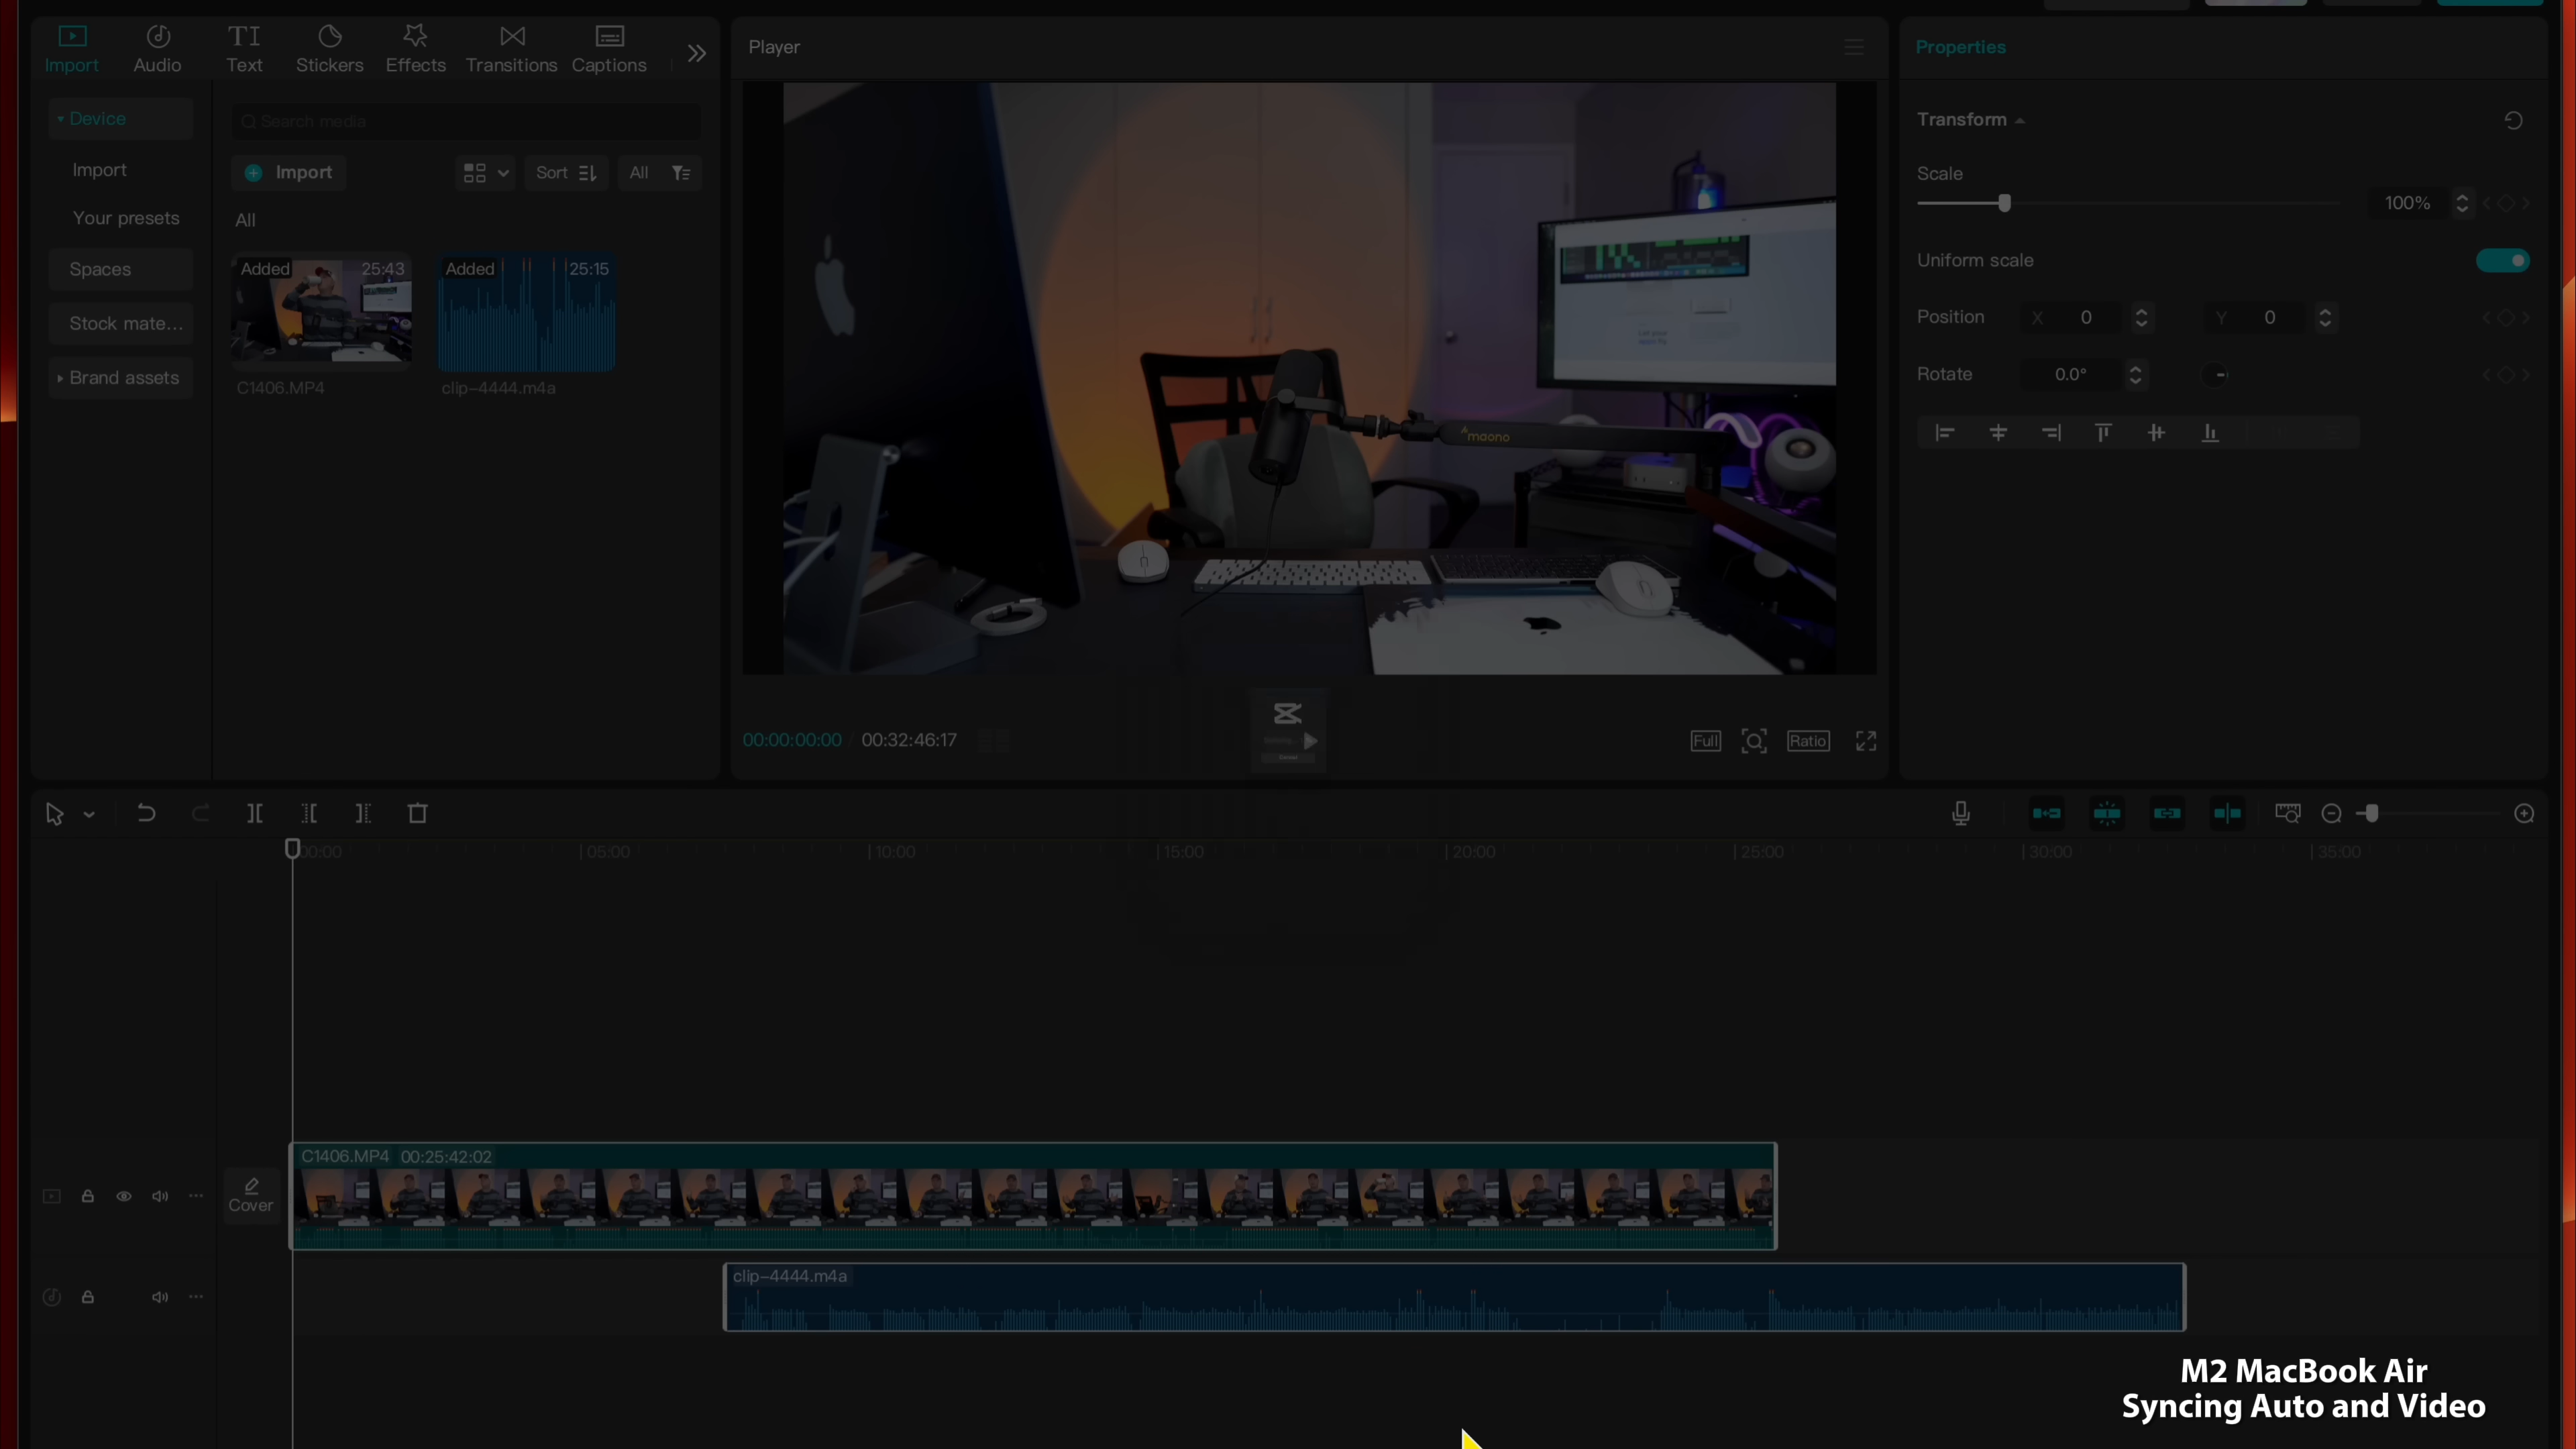 Import
Audio
Text
Stickers
Effects
Transitions
Captions
Player
Properties
Device
Import
Your presets
Spaces
Stock mate...
Brand assets
Search media
Import
Sort
All
All
Added 25:43
C1406.MP4
Added 25:15
clip-4444.m4a
maono
Transform
Scale
100%
Uniform scale
Position X 0 Y 0
Rotate 0.0°
00:00:00:00 / 00:32:46:17
Cancel
Full
Ratio
00:00
05:00
10:00
15:00
20:00
25:00
30:00
35:00
C1406.MP4 00:25:42:02
Cover
clip-4444.m4a
M2 MacBook Air
Syncing Auto and Video